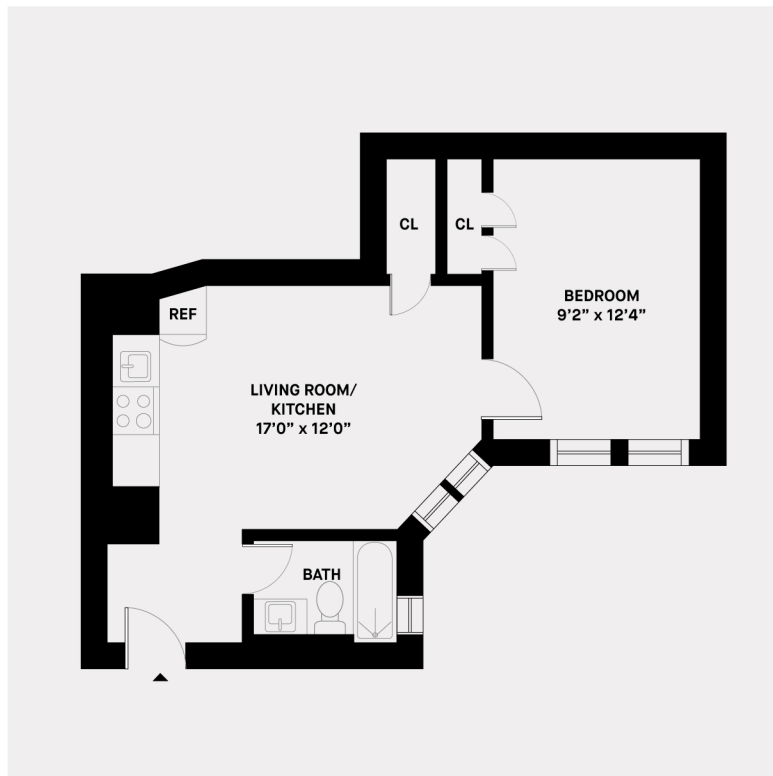 CL
CL
BEDROOM
9’2” x 12’4”
REF
LIVING ROOM/
KITCHEN
17’0” x 12’0”
BATH